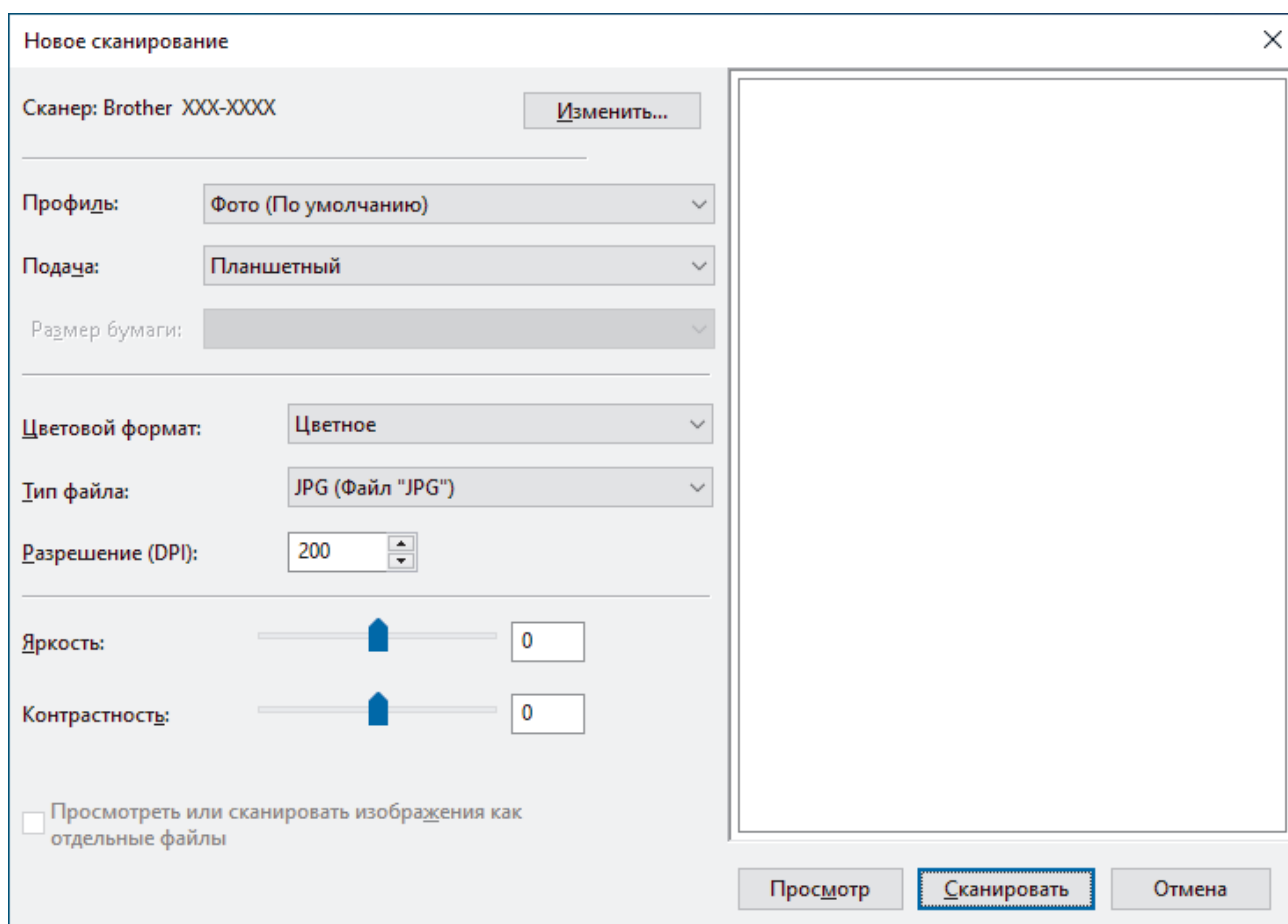 Новое сканирование
Сканер: Brother XXX-XXXX
Изменить...
Профиль:
Фото (По умолчанию)
Подача:
Планшетный
Размер бумаги:
Цветовой формат:
Цветное
Тип файла:
JPG (Файл "JPG")
Разрешение (DPI):
200
Яркость:
0
Контрастность:
0
Просмотреть или сканировать изображения как
отдельные файлы
Просмотр
Сканировать
Отмена